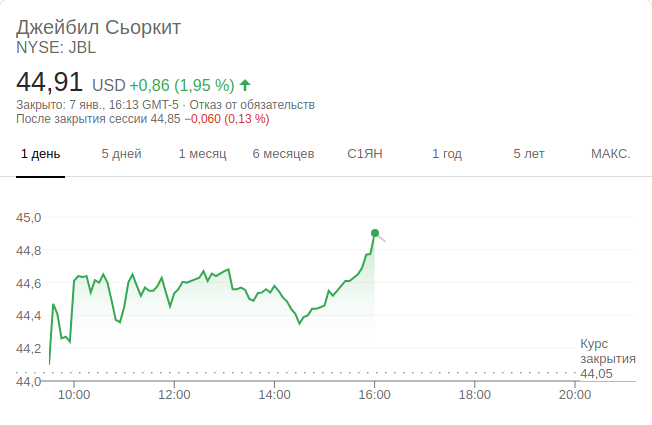 Джейбил Сьоркит
NYSE: JBL
44,91 USD +0,86 (1,95 %)
Закрыто: 7 янв., 16:13 GMT-5 · Отказ от обязательств
После закрытия сессии 44,85 −0,060 (0,13 %)
1 день 5 дней 1 месяц 6 месяцев С1ЯН 1 год 5 лет МАКС.
45,0
44,8
44,6
44,4
44,2
44,0
Курс
закрытия
44,05
10:00 12:00 14:00 16:00 18:00 20:00